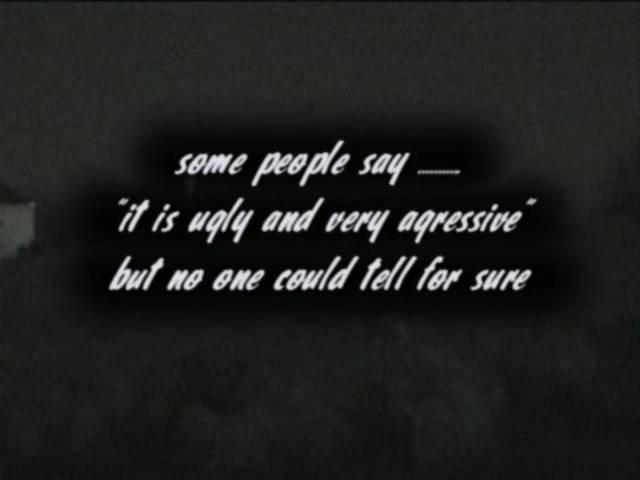 some people say ..........
"it is ugly and very agressive"
but no one could tell for sure